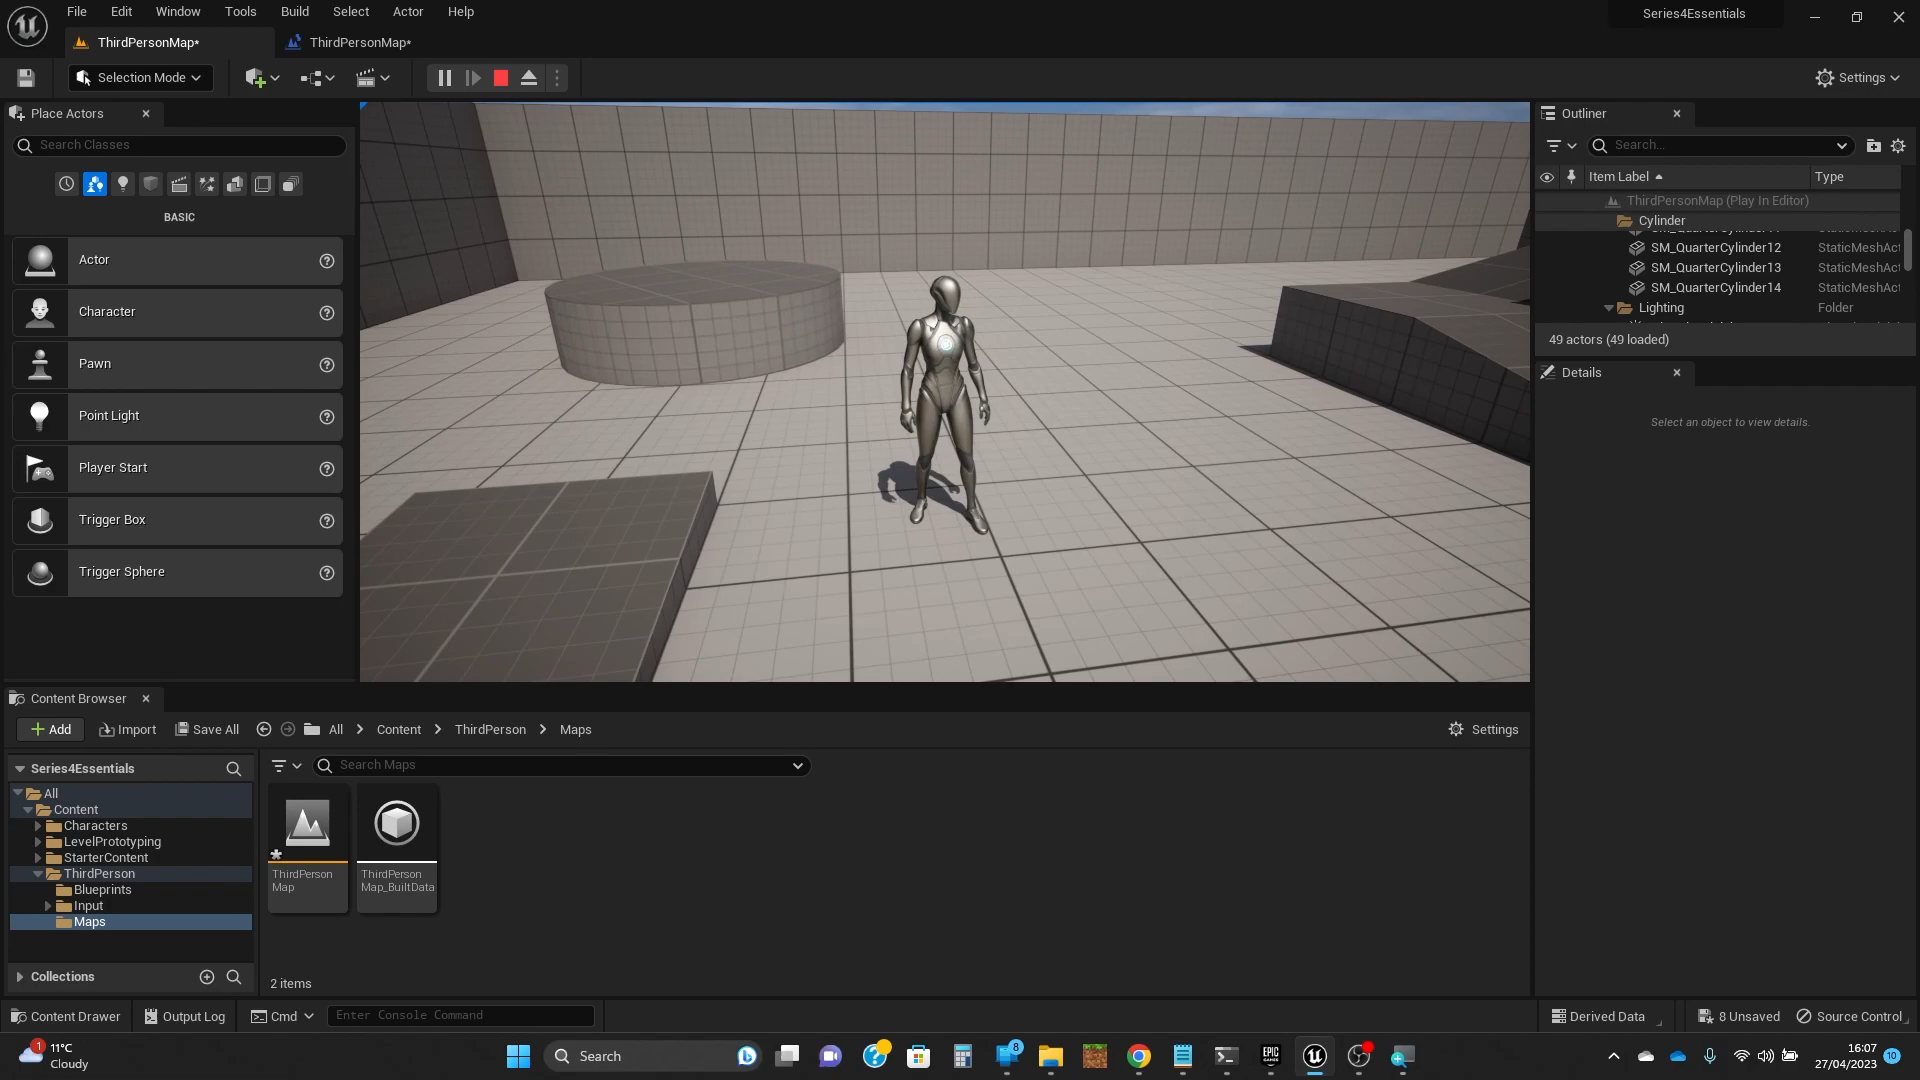 File Edit Window Tools Build Select Actor Help
Series4Essentials
ThirdPersonMap*
ThirdPersonMap*
Selection Mode
Settings
Place Actors
Search Classes
BASIC
Actor
Character
Pawn
Point Light
Player Start
Trigger Box
Trigger Sphere
Outliner
Search...
Item Label
Type
ThirdPersonMap (Play In Editor)
Cylinder
SM_QuarterCylinder12 StaticMeshAct
SM_QuarterCylinder13 StaticMeshAct
SM_QuarterCylinder14 StaticMeshAct
Lighting Folder
49 actors (49 loaded)
Details
Select an object to view details.
Content Browser
Add
Import
Save All
All > Content > ThirdPerson > Maps
Settings
Series4Essentials
All
Content
Characters
LevelPrototyping
StarterContent
ThirdPerson
Blueprints
Input
Maps
Collections
Search Maps
ThirdPerson
Map
ThirdPerson
Map_BuiltData
2 items
Content Drawer
Output Log
Cmd
Enter Console Command
Derived Data
8 Unsaved
Source Control
1
11°C
Cloudy
Search
8
EPIC
GAMES
16:07
27/04/2023
10